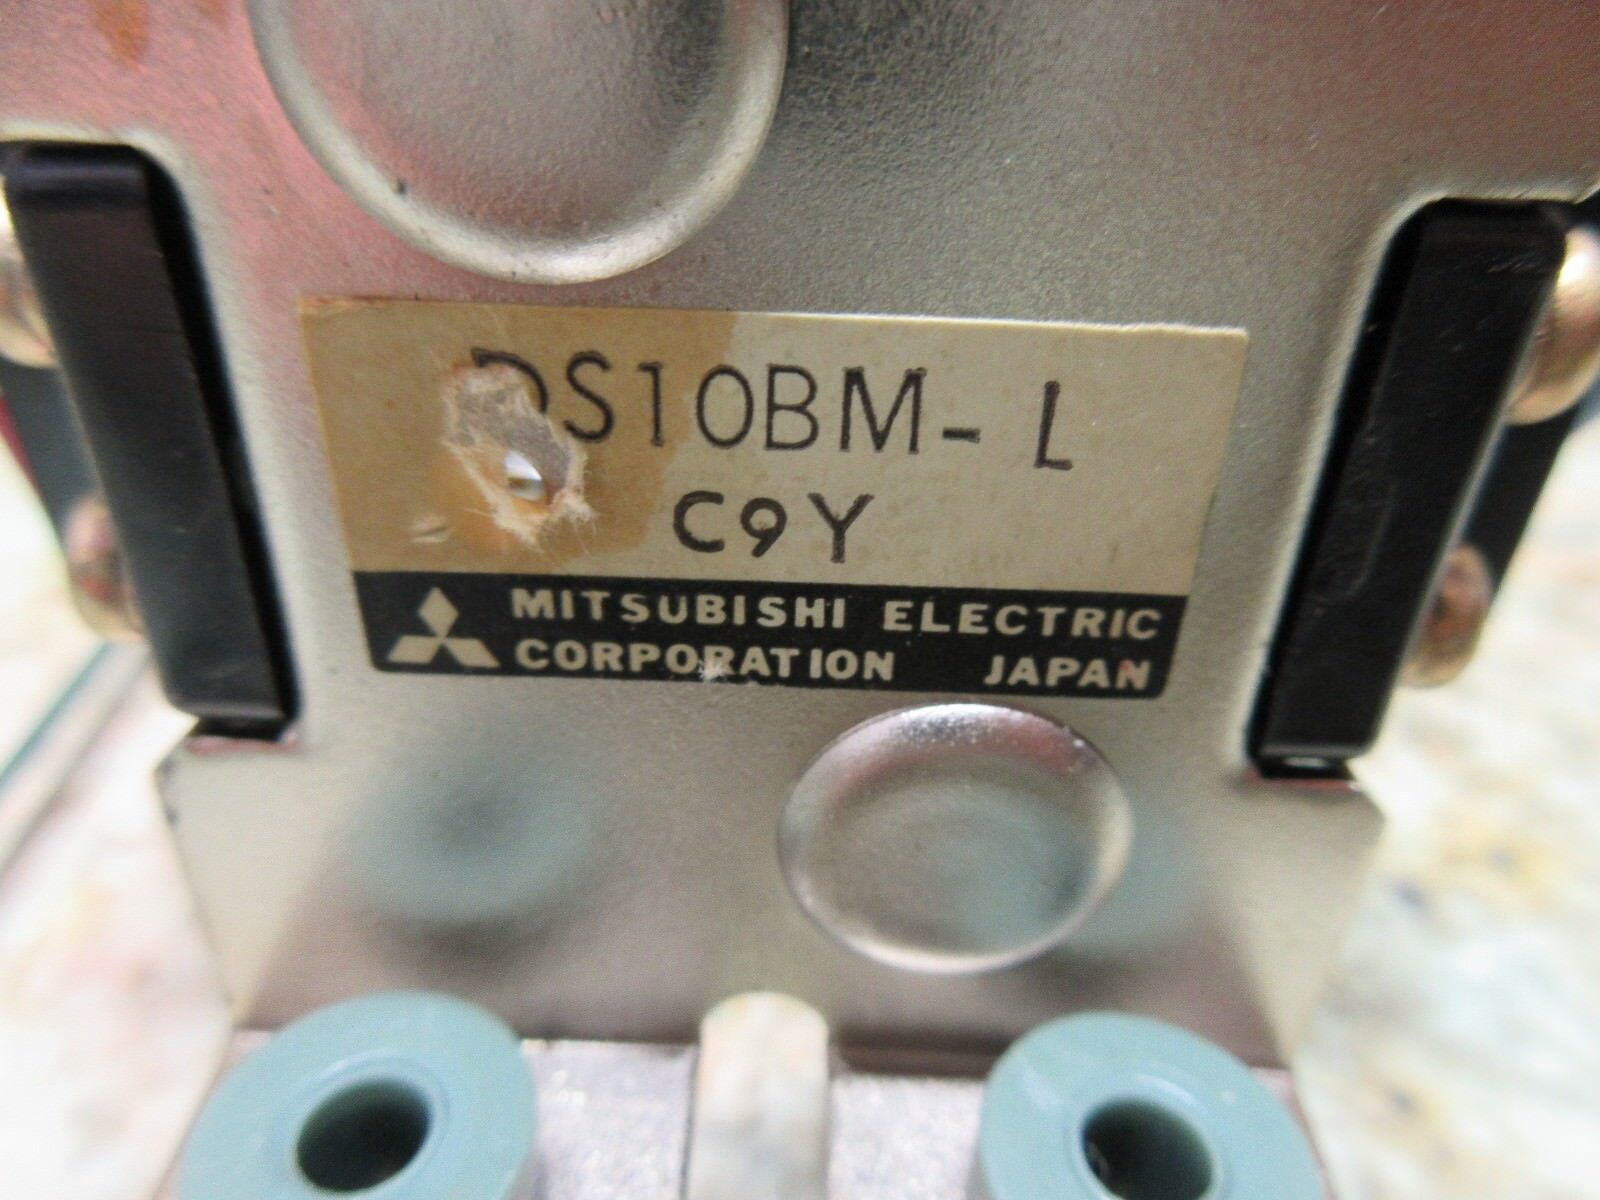 DS10BM-L
C9Y
MITSUBISHI ELECTRIC
CORPORATION JAPAN